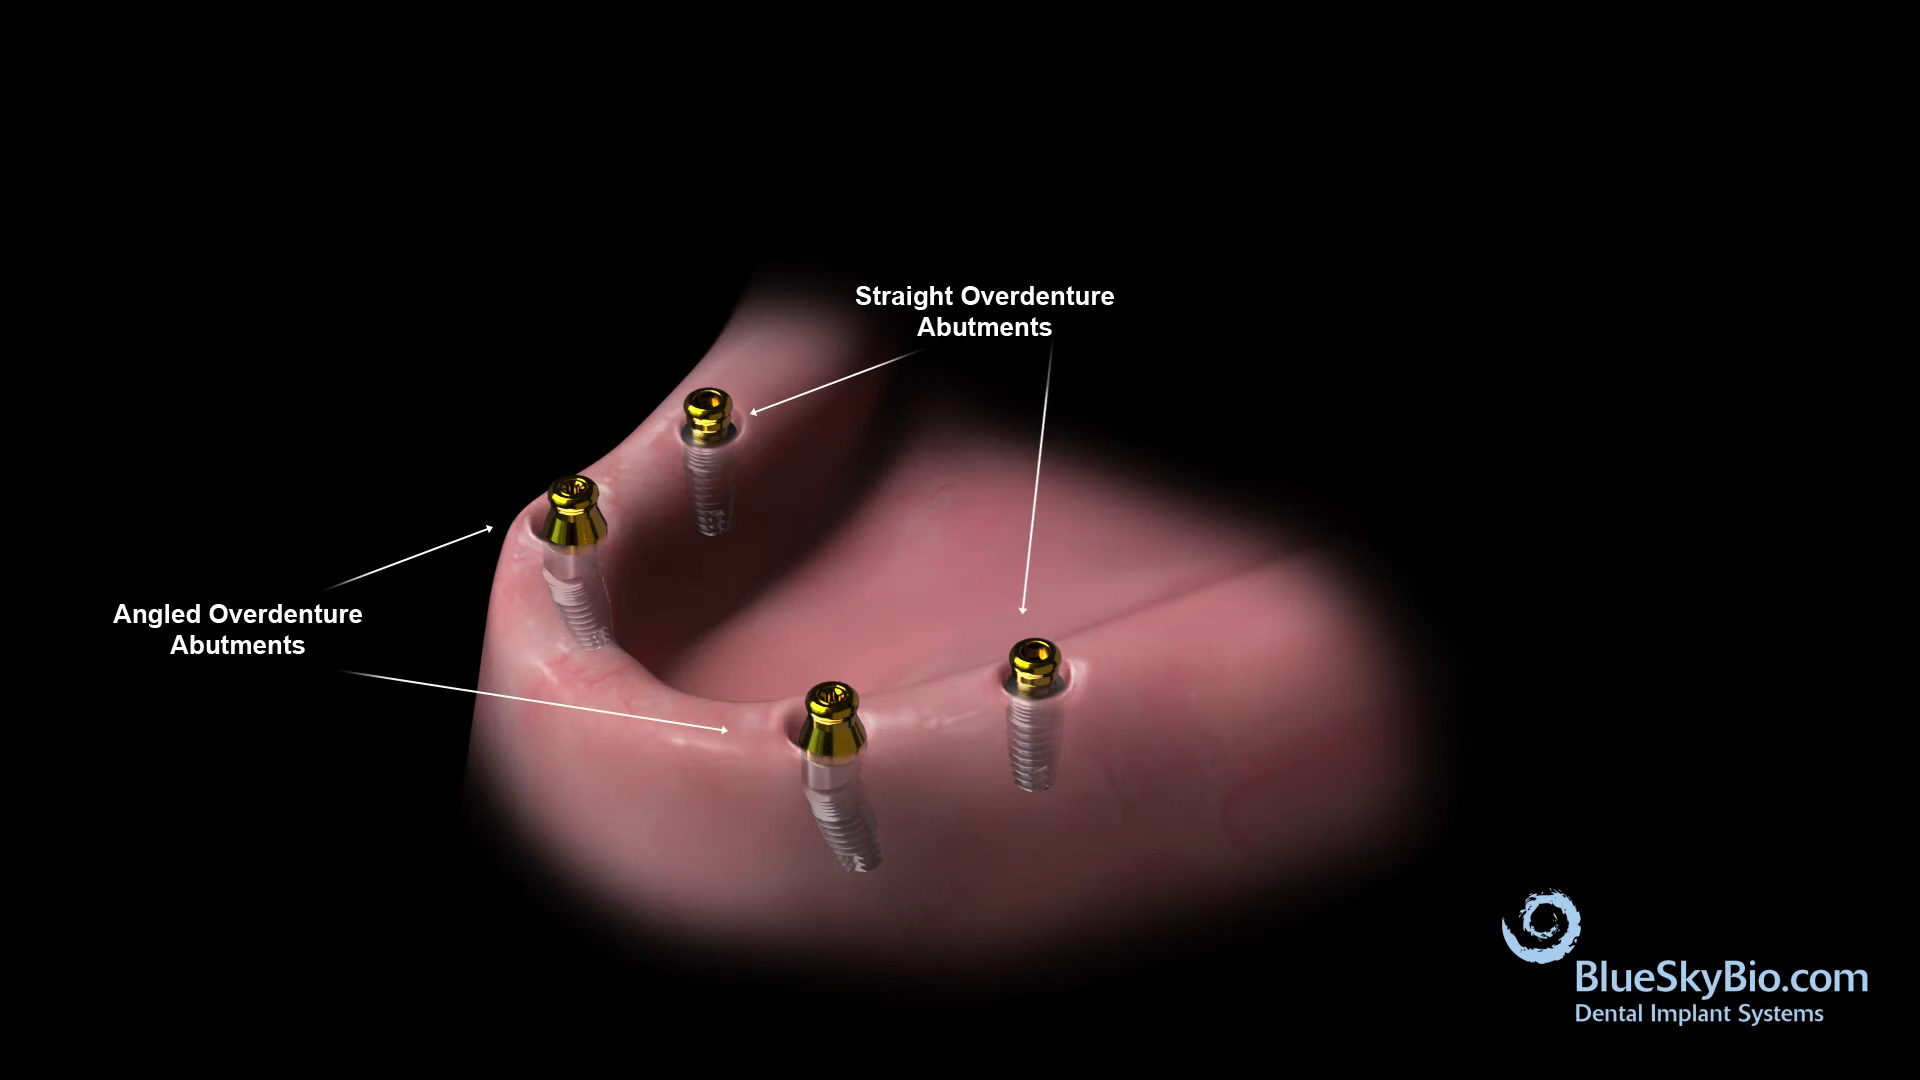 Straight Overdenture
Abutments
Angled Overdenture
Abutments
BlueSkyBio.com
Dental Implant Systems